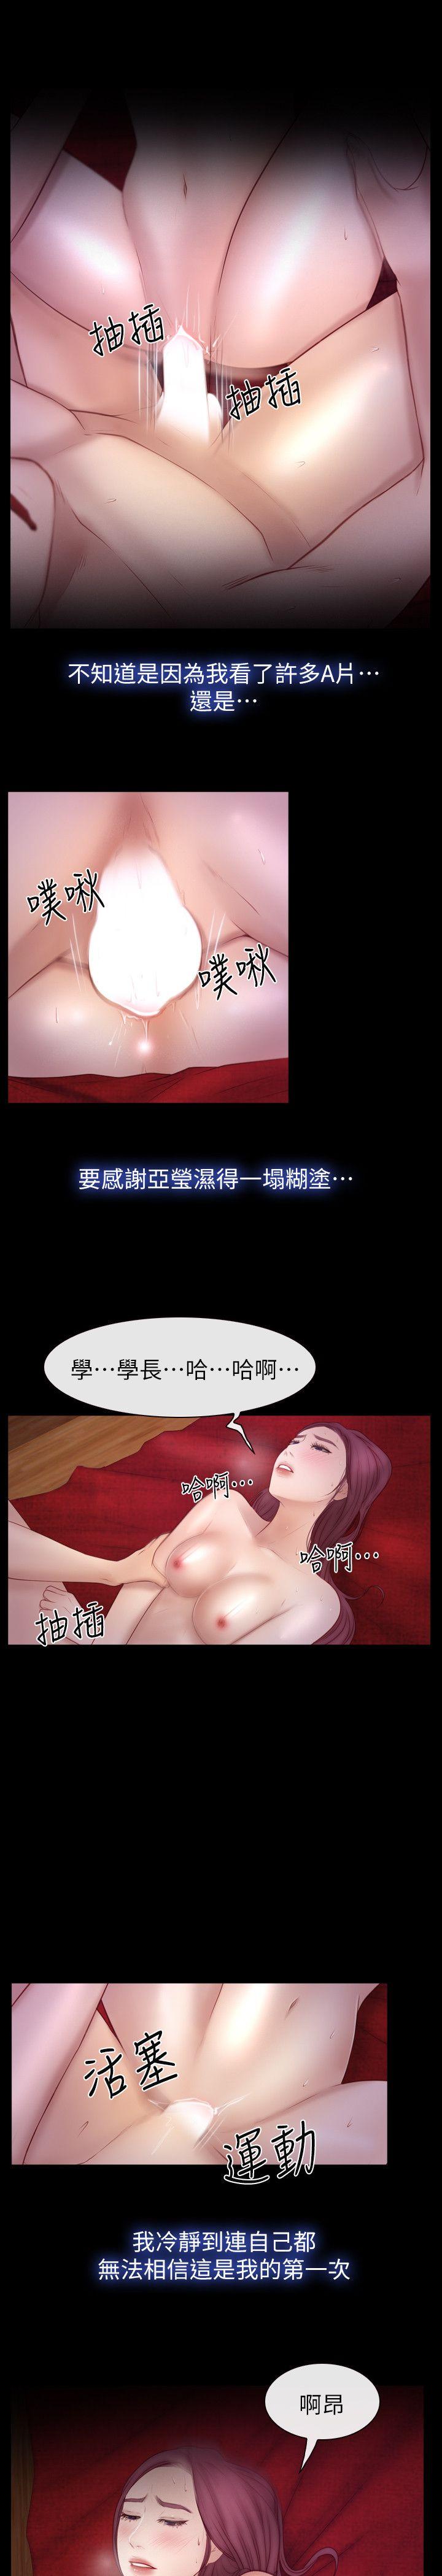 抽插
抽插
不知道是因為我看了許多A片…
還是…
噗啾
噗啾
要感謝亞瑩濕得一塌糊塗…
學…學長…哈…哈啊…
哈啊…
哈啊…
抽插
活塞
運動
我冷靜到連自己都
無法相信這是我的第一次
啊昂